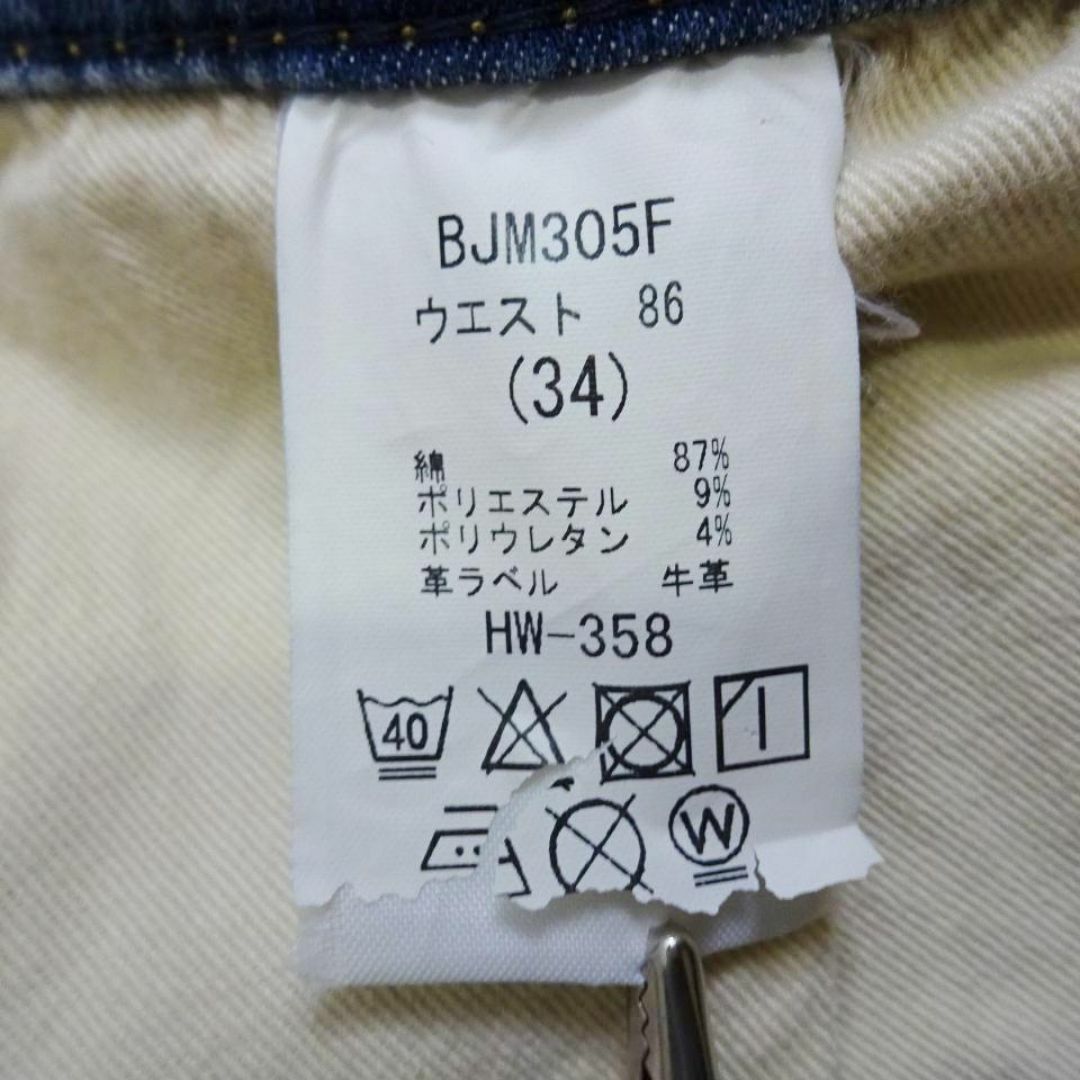 BJM305F
ウエスト 86
(34)
綿 87%
ポリエステル 9%
ポリウレタン 4%
革ラベル 牛革
HW-358
40
W